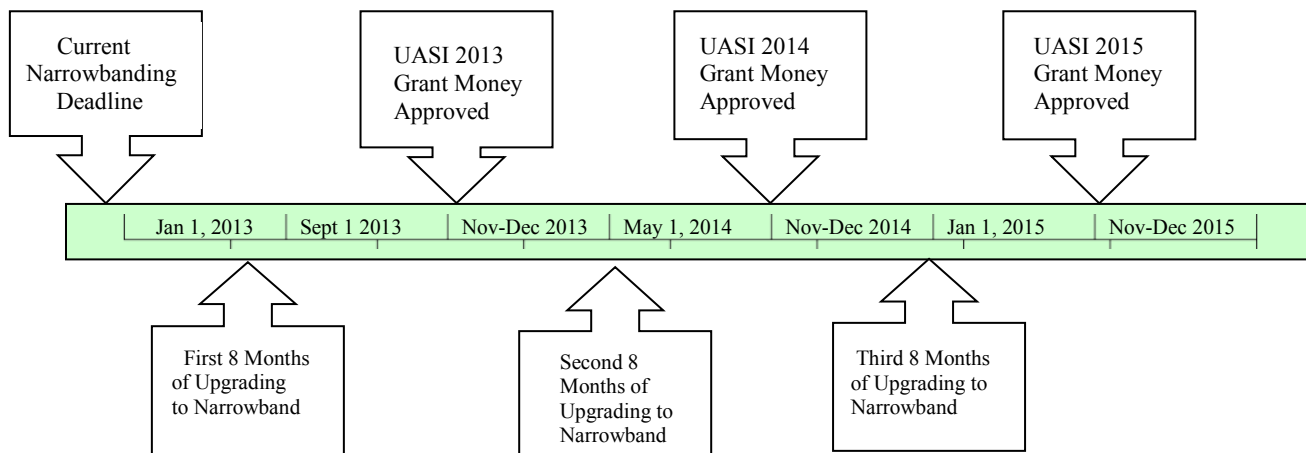 Current
Narrowbanding
Deadline
UASI 2013
Grant Money
Approved
UASI 2014
Grant Money
Approved
UASI 2015
Grant Money
Approved
Jan 1, 2013
Sept 1 2013
Nov-Dec 2013
May 1, 2014
Nov-Dec 2014
Jan 1, 2015
Nov-Dec 2015
First 8 Months
of Upgrading
to Narrowband
Second 8
Months of
Upgrading to
Narrowband
Third 8 Months
of Upgrading to
Narrowband